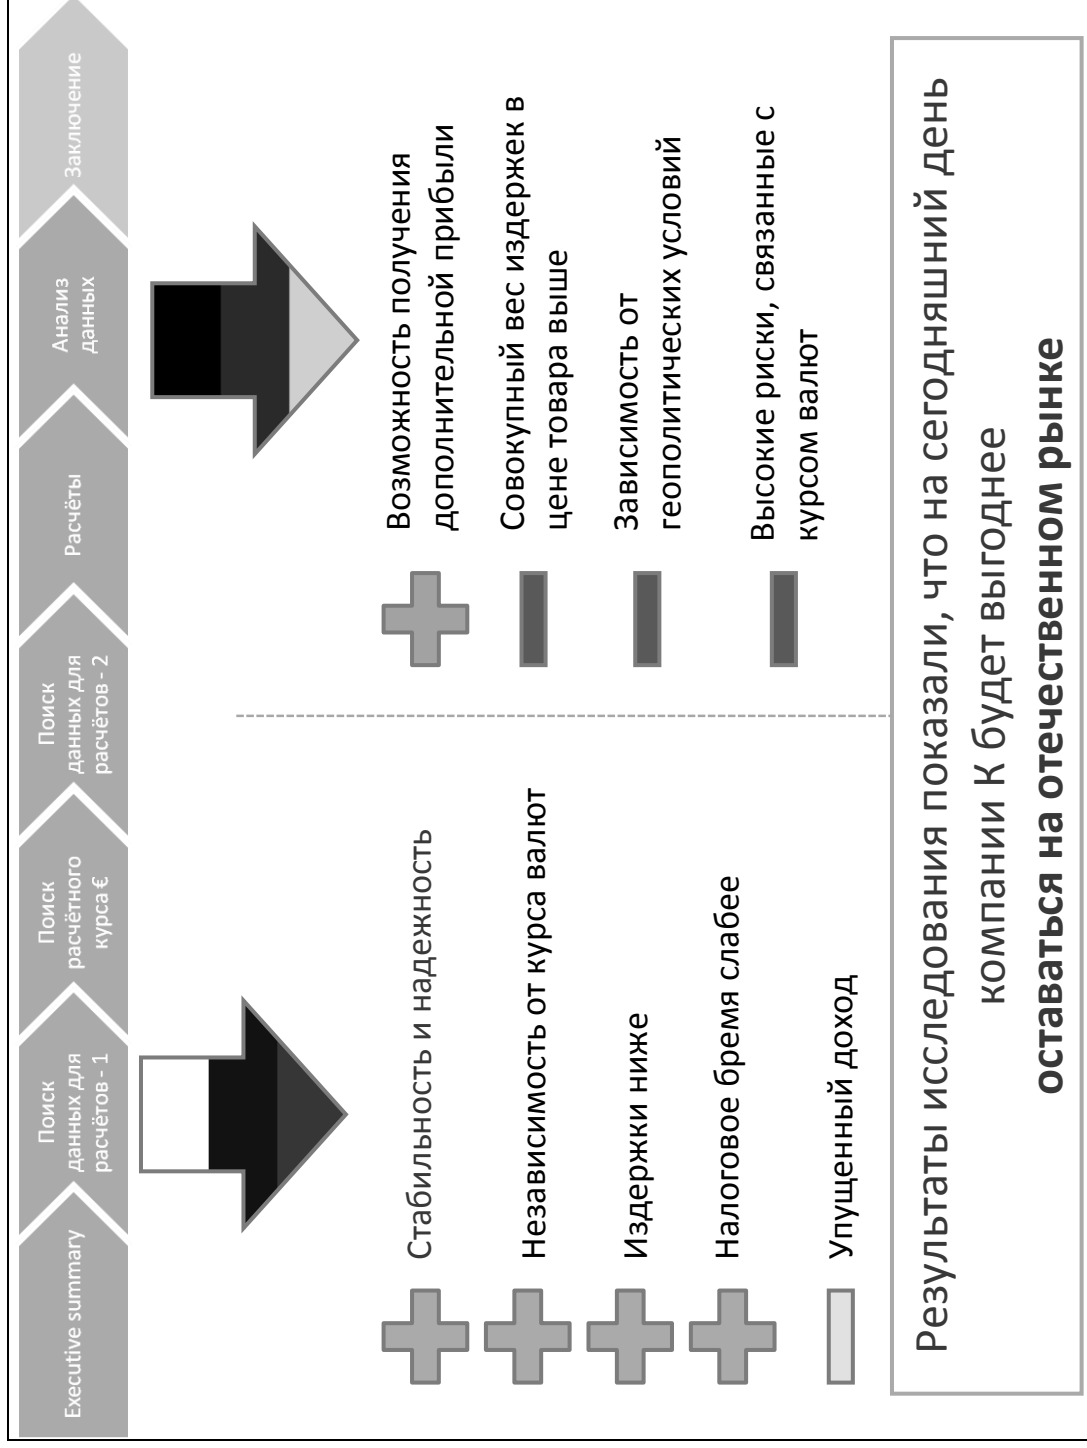 Executive summary
Поиск
данных для
расчётов - 1
Поиск
расчётного
курса €
Поиск
данных для
расчётов - 2
Расчёты
Анализ
данных
Заключение
Стабильность и надежность
Независимость от курса валют
Издержки ниже
Налоговое бремя слабее
Упущенный доход
Возможность получения
дополнительной прибыли
Совокупный вес издержек в
цене товара выше
Зависимость от
геополитических условий
Высокие риски, связанные с
курсом валют
Результаты исследования показали, что на сегодняшний день
компании К будет выгоднее
оставаться на отечественном рынке